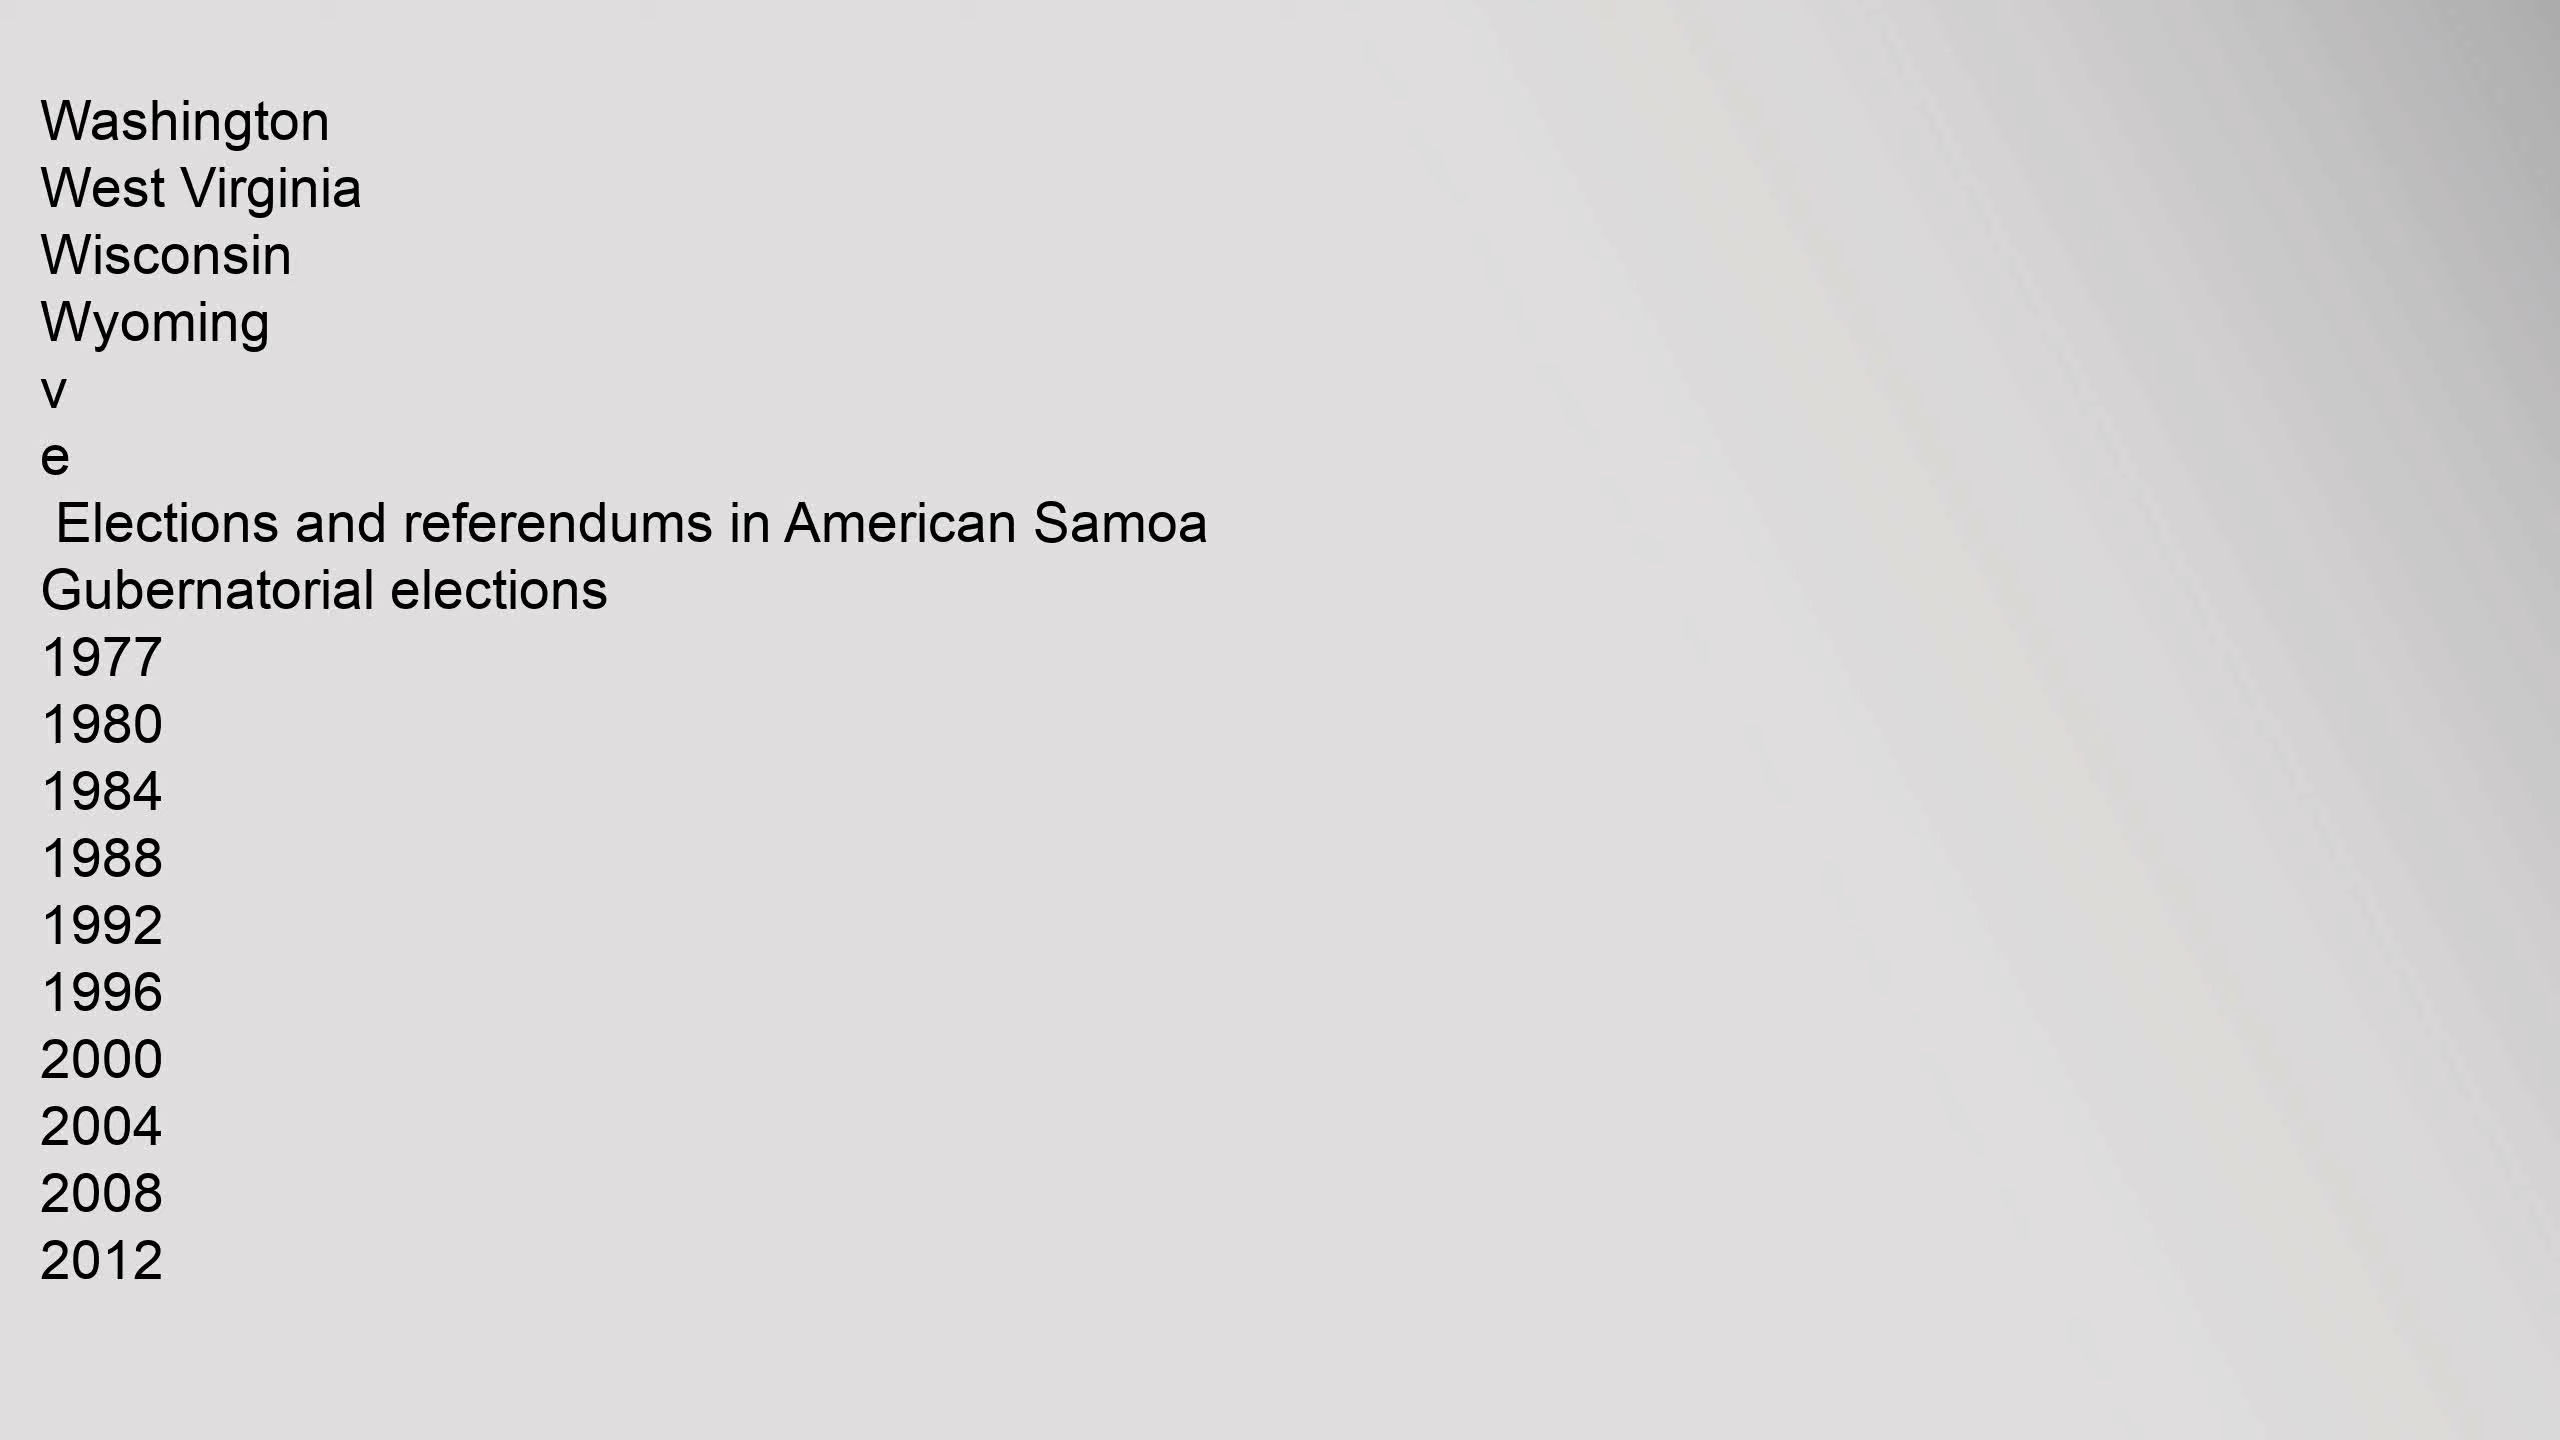 Washington
West Virginia
Wisconsin
Wyoming
v
e
Elections and referendums in American Samoa
Gubernatorial elections
1977
1980
1984
1988
1992
1996
2000
2004
2008
2012